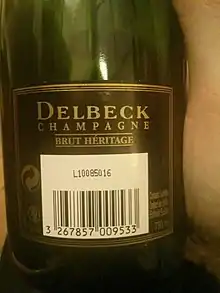 DELBECK
CHAMPAGNE
BRUT HÉRITAGE
L10085016
3 267857 009533